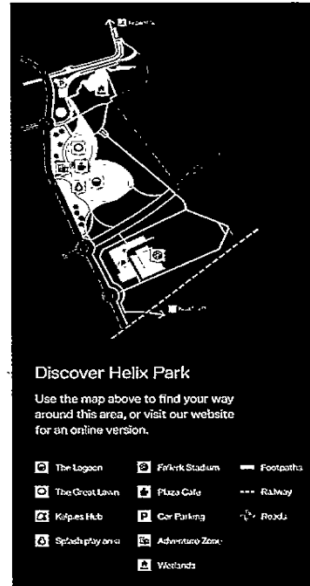 P
Discover Helix Park
Use the map above to find your way
around this area, or visit our website
for an online version.
The Lagoon
The Great Lawn
Kelpies Hub
Splash play area
Falkirk Stadium
Plaza Cafe
P Car Parking
Adventure Zone
Wetlands
Footpaths
Railway
Roads